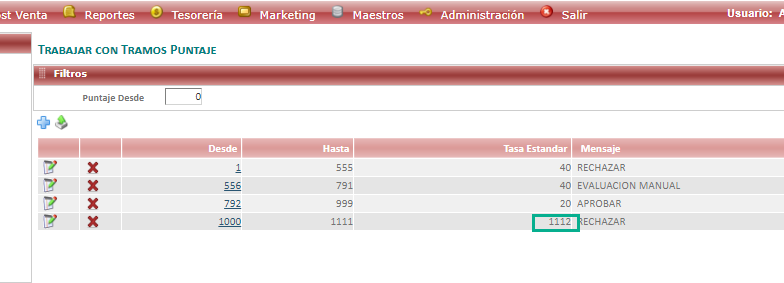 ost Venta Reportes Tesorería Marketing Maestros Administración Salir Usuario: A
TRABAJAR CON TRAMOS PUNTAJE
Filtros
Puntaje Desde 0
Desde Hasta Tasa Estandar Mensaje
1 555 40 RECHAZAR
556 791 40 EVALUACION MANUAL
792 999 20 APROBAR
1000 1111 1112 RECHAZAR